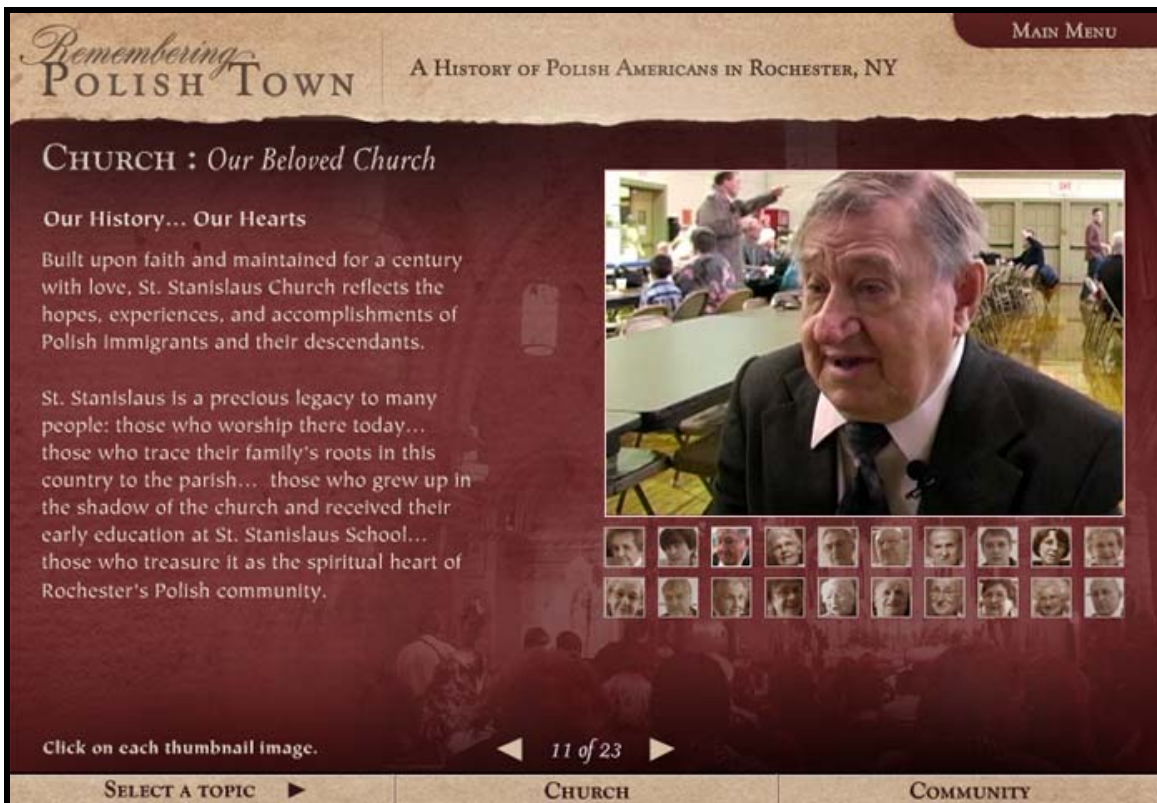 Remembering
POLISH TOWN
A HISTORY OF POLISH AMERICANS IN ROCHESTER, NY
MAIN MENU
CHURCH : Our Beloved Church
Our History... Our Hearts
Built upon faith and maintained for a century
with love, St. Stanislaus Church reflects the
hopes, experiences, and accomplishments of
Polish immigrants and their descendants.
St. Stanislaus is a precious legacy to many
people: those who worship there today...
those who trace their family's roots in this
country to the parish... those who grew up in
the shadow of the church and received their
early education at St. Stanislaus School...
those who treasure it as the spiritual heart of
Rochester's Polish community.
EXIT
Click on each thumbnail image.
11 of 23
SELECT A TOPIC
CHURCH
COMMUNITY